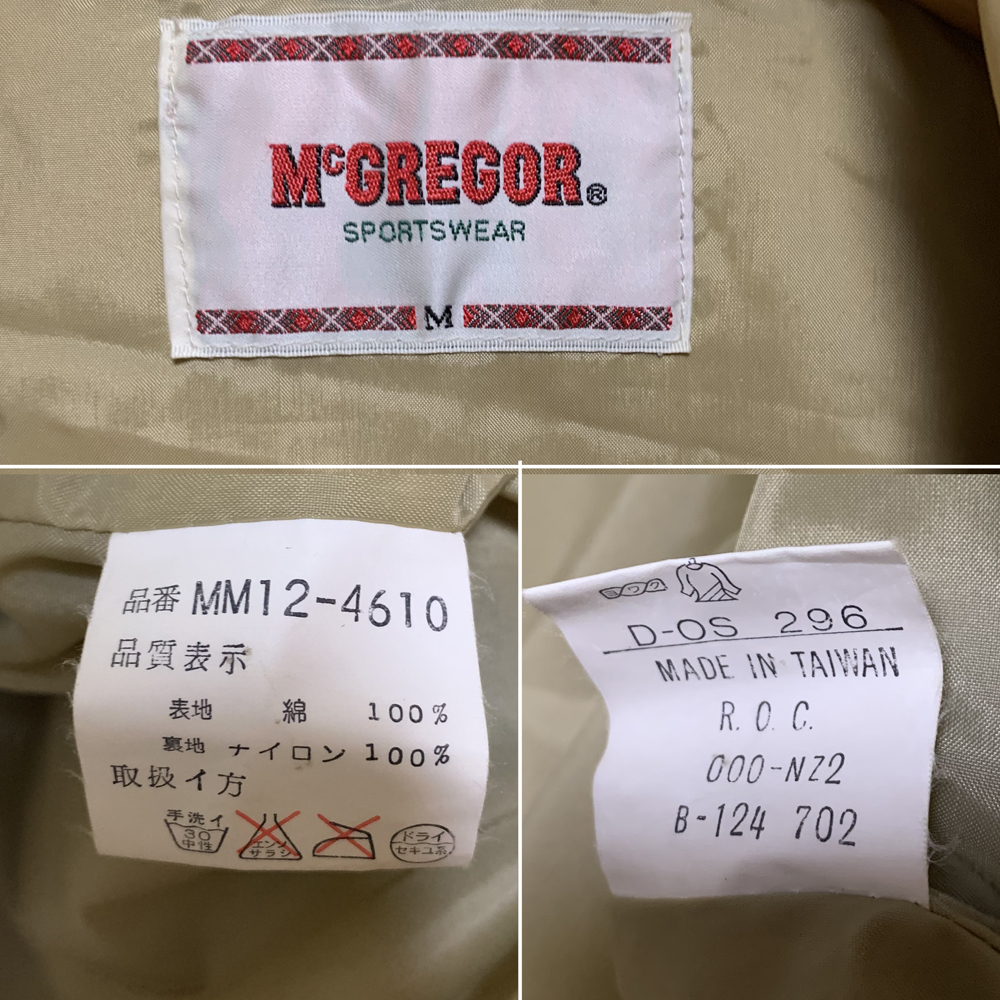 McGREGOR®
SPORTSWEAR
M
品番 MM12-4610
品質表示
表地 綿 100%
裏地 ナイロン 100%
取扱イ方
手洗イ
30
中性
エンソ
サラシ
ドライ
セキユ系
D-OS 296
MADE IN TAIWAN
R.O.C.
000-NZ2
B-124 702